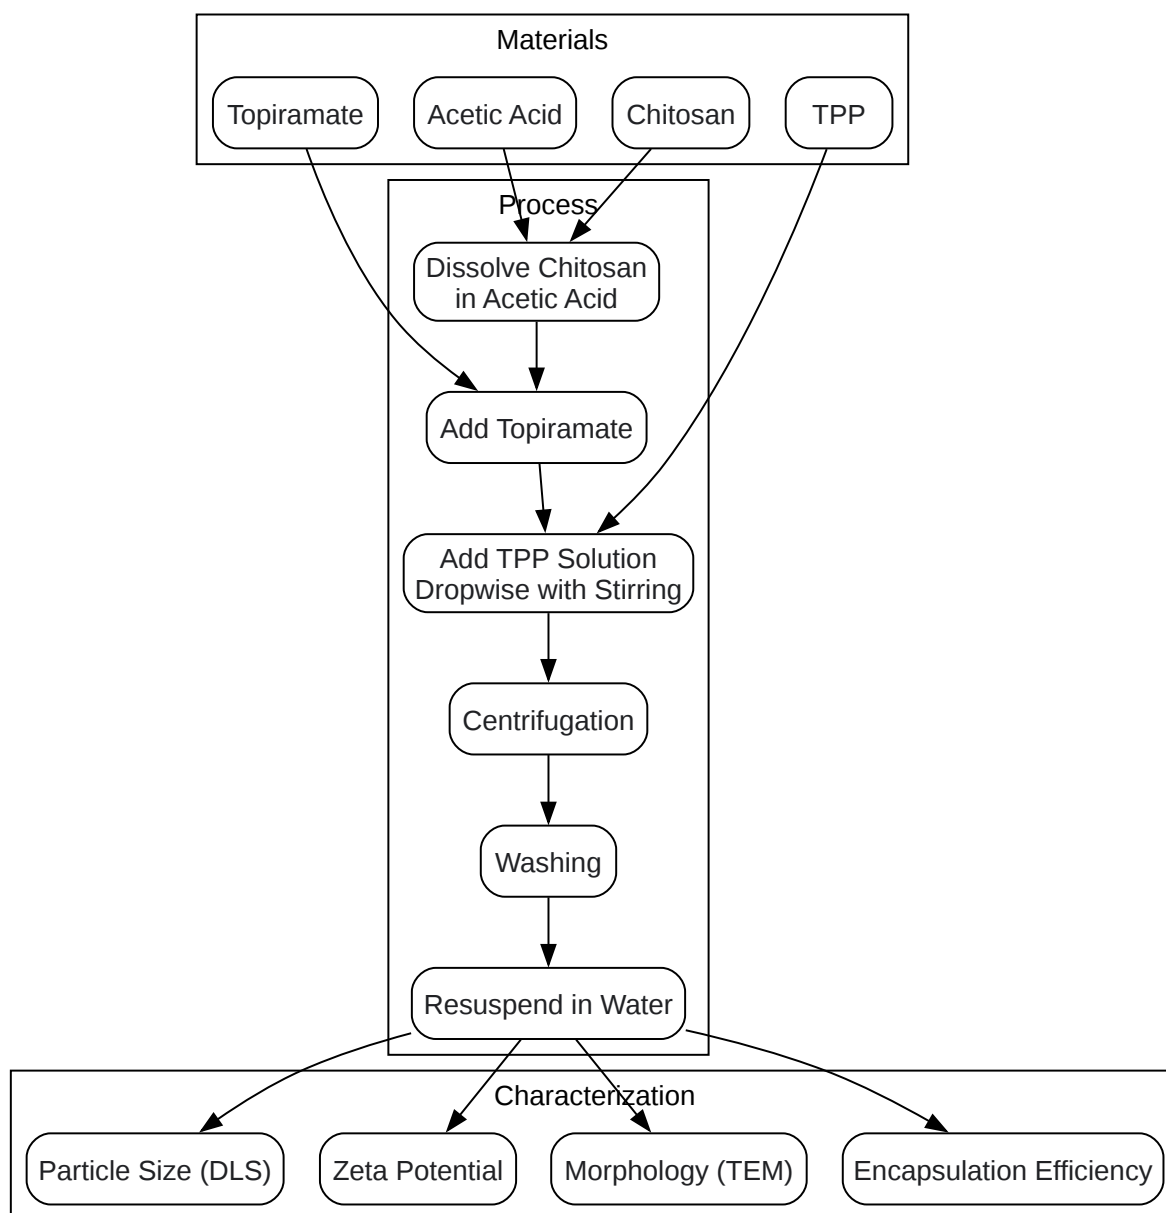 Materials
Topiramate
Acetic Acid
Chitosan
TPP
Process
Dissolve Chitosan
in Acetic Acid
Add Topiramate
Add TPP Solution
Dropwise with Stirring
Centrifugation
Washing
Resuspend in Water
Characterization
Particle Size (DLS)
Zeta Potential
Morphology (TEM)
Encapsulation Efficiency